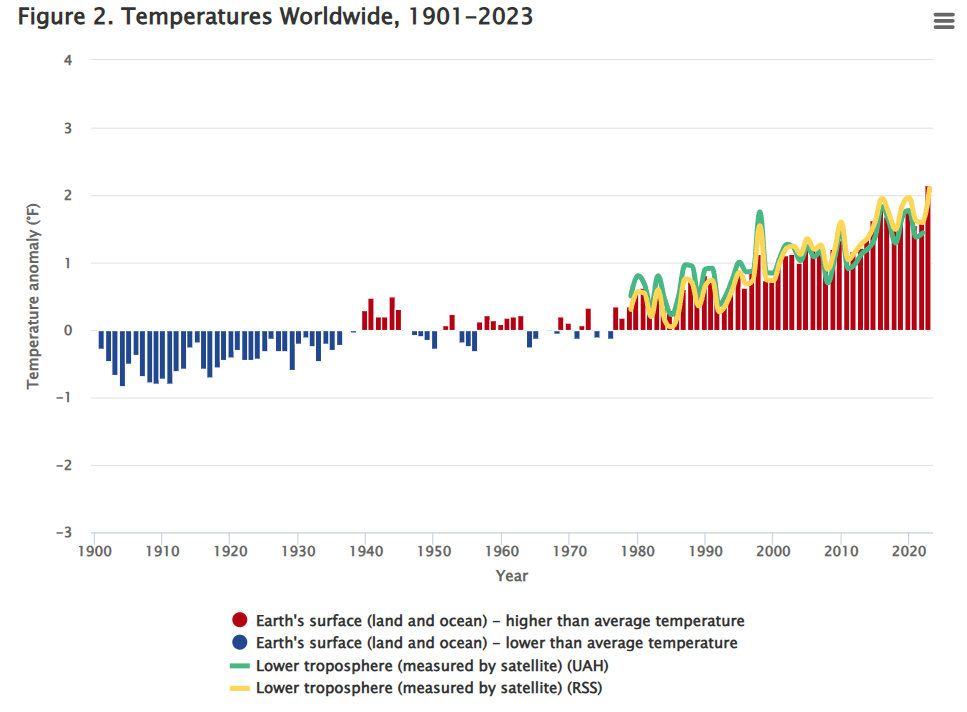 Figure 2. Temperatures Worldwide, 1901–2023
4
3
2
1
0
−1
−2
−3
Temperature anomaly (°F)
1900 1910 1920 1930 1940 1950 1960 1970 1980 1990 2000 2010 2020
Year
Earth's surface (land and ocean) – higher than average temperature
Earth's surface (land and ocean) – lower than average temperature
Lower troposphere (measured by satellite) (UAH)
Lower troposphere (measured by satellite) (RSS)